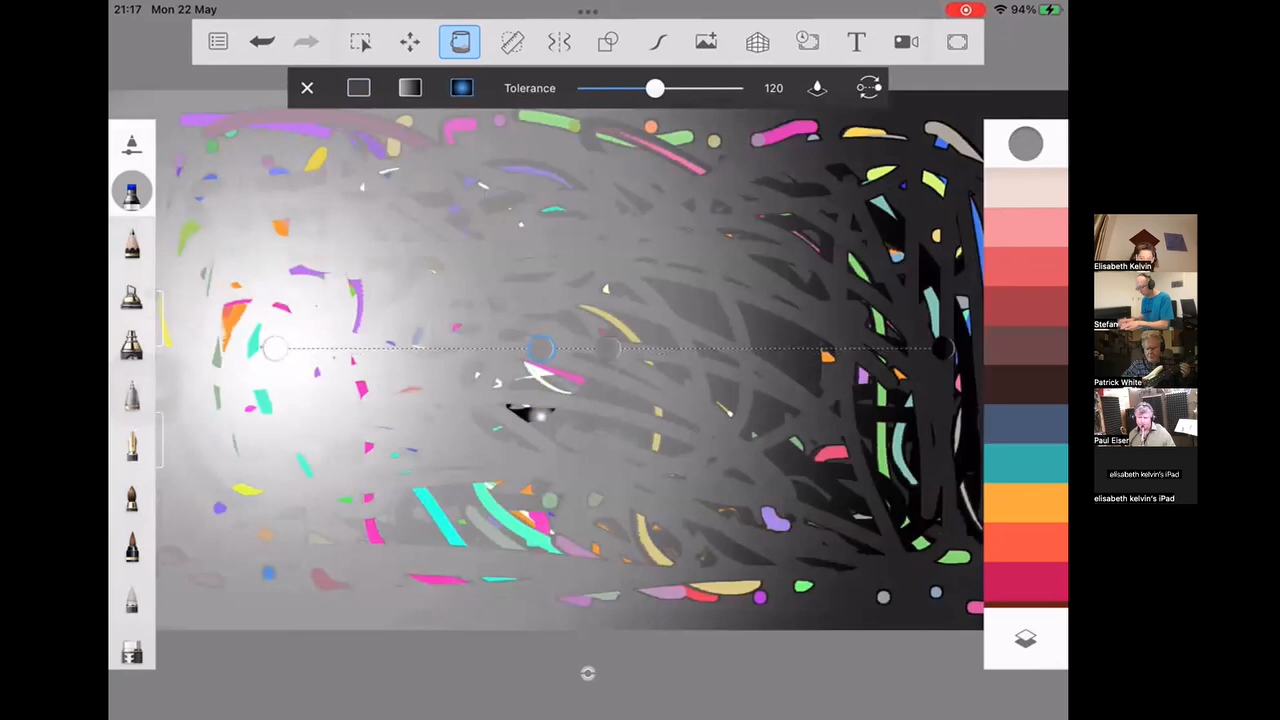 21:17 Mon 22 May
94%
Tolerance
120
T
Elisabeth Kelvin
Stefan
Patrick White
Paul Eiser
elisabeth kelvin's iPad
elisabeth kelvin's iPad